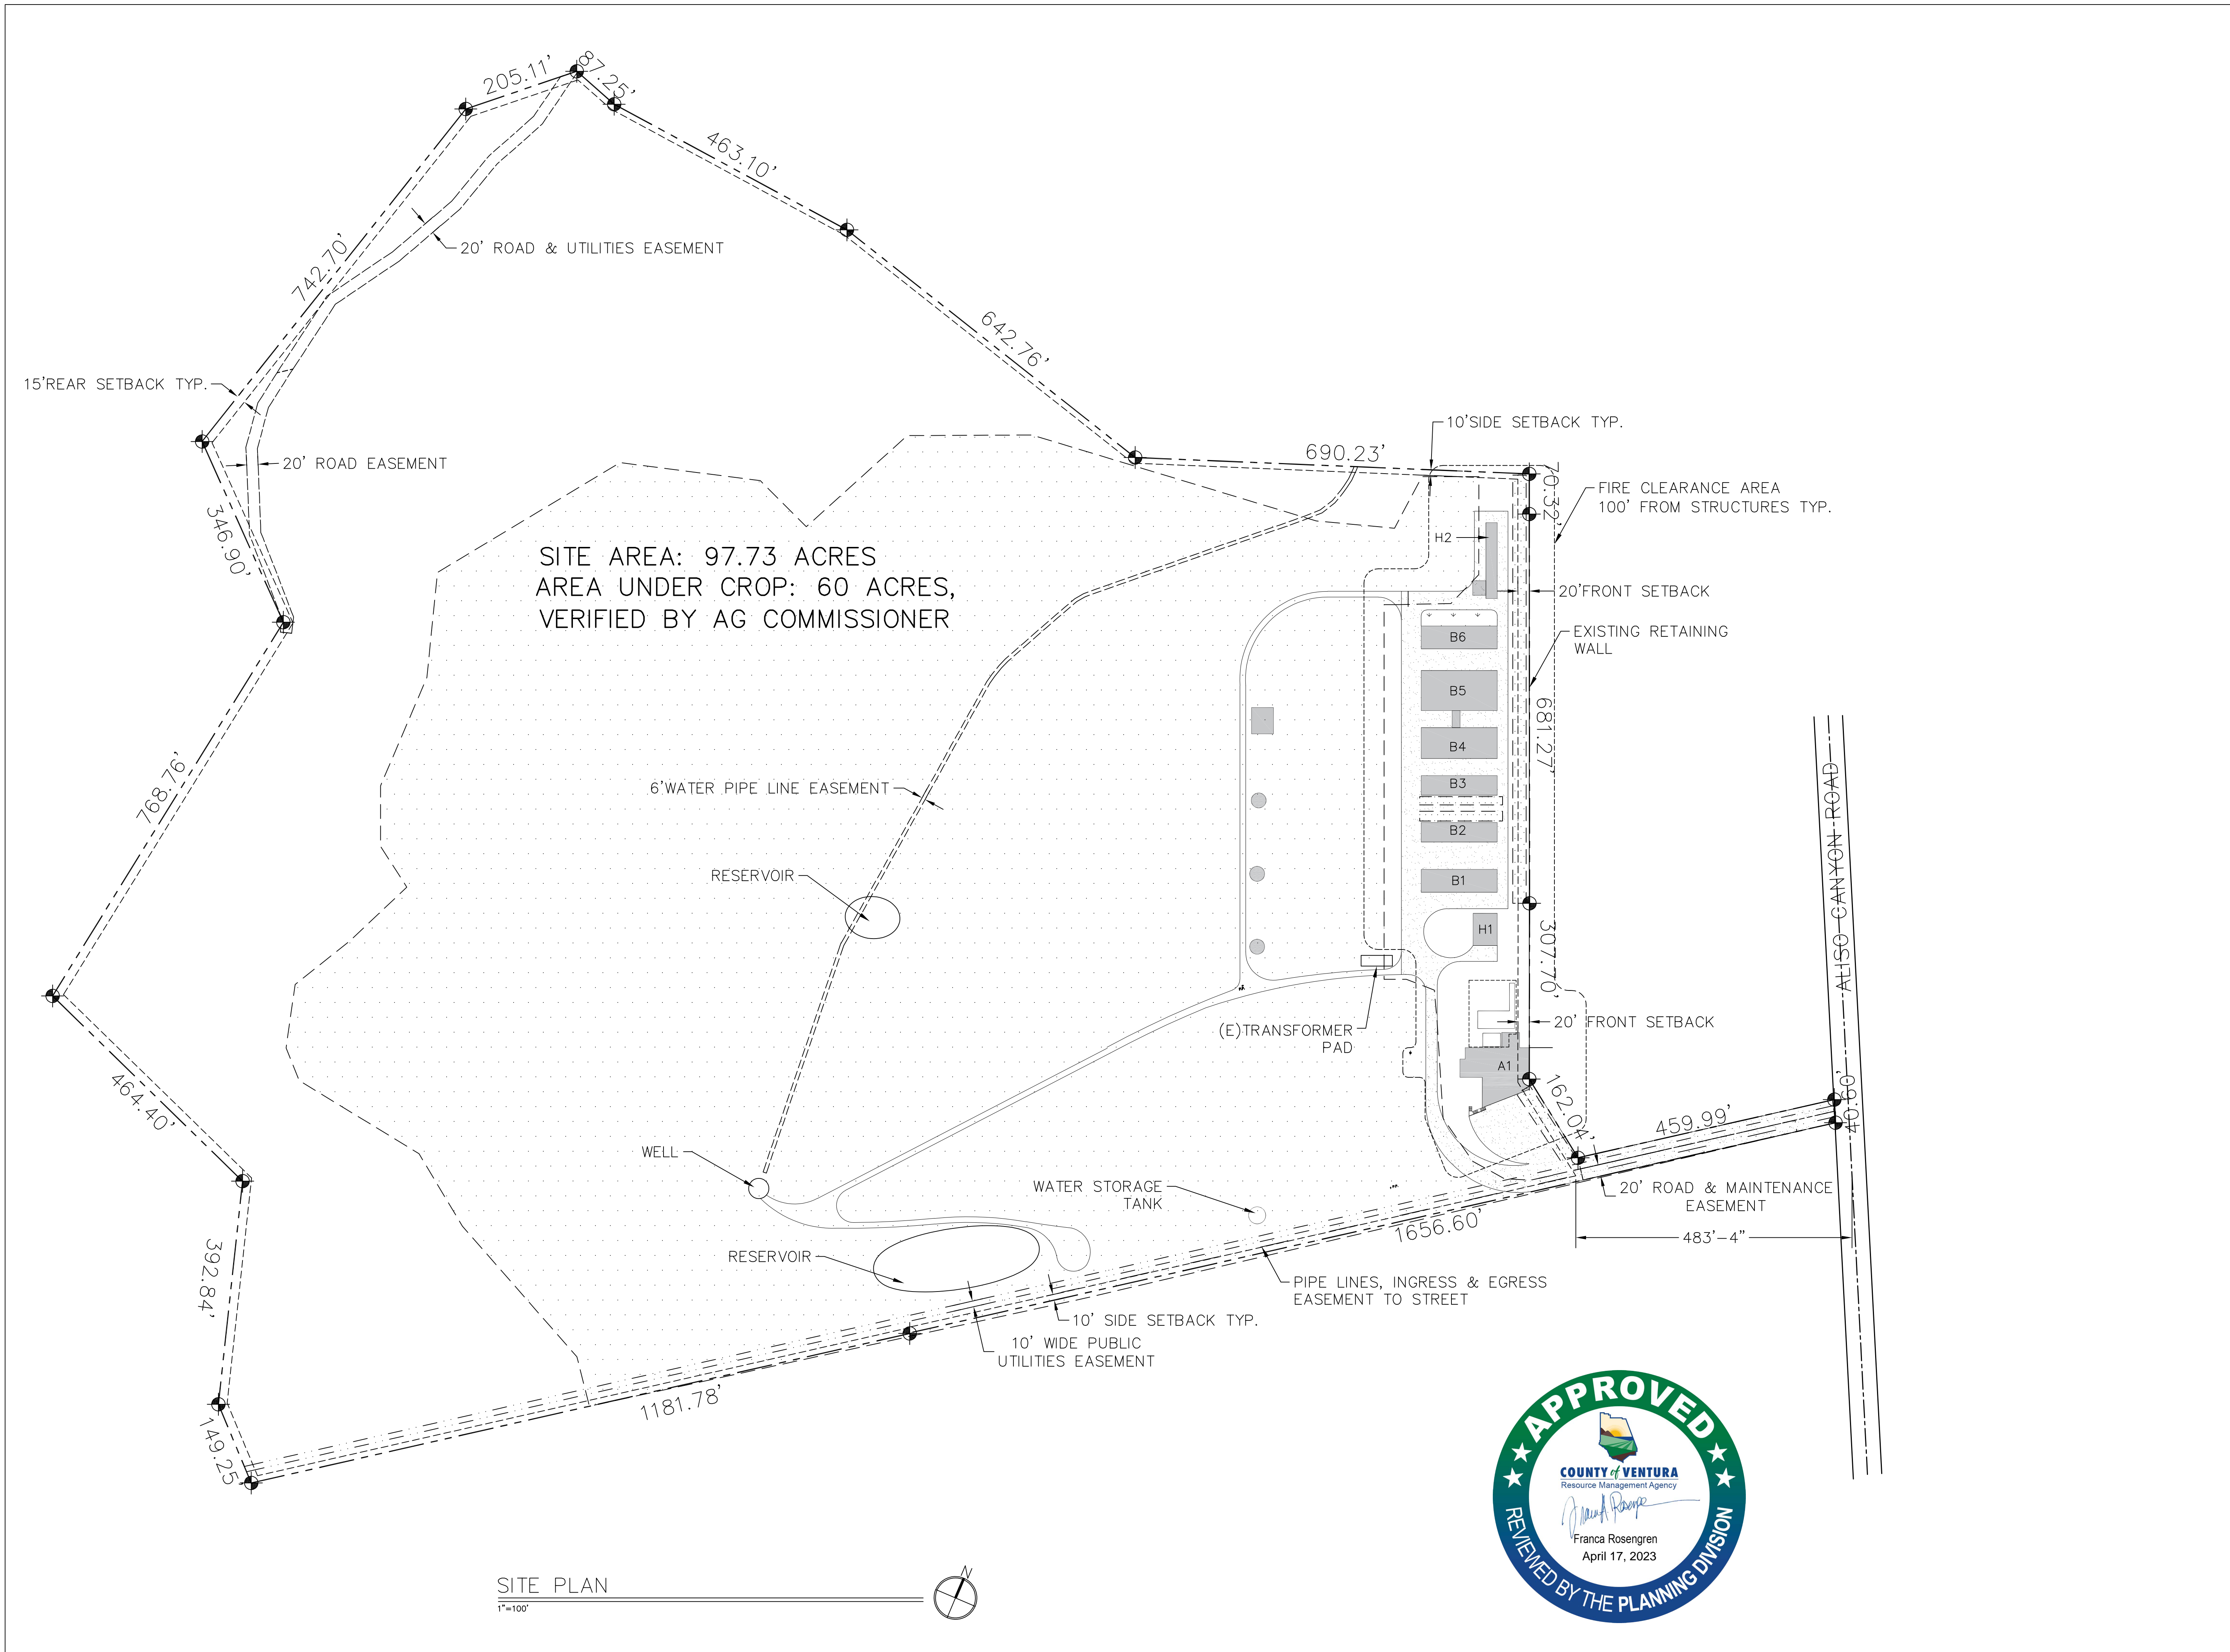 205.11'
87.25'
463.10'
742.70'
20' ROAD & UTILITIES EASEMENT
642.76'
15'REAR SETBACK TYP.
20' ROAD EASEMENT
346.90'
690.23'
10'SIDE SETBACK TYP.
70.32'
FIRE CLEARANCE AREA
100' FROM STRUCTURES TYP.
SITE AREA: 97.73 ACRES
AREA UNDER CROP: 60 ACRES,
VERIFIED BY AG COMMISSIONER
H2
20'FRONT SETBACK
EXISTING RETAINING
WALL
B6
B5
681.27'
B4
B3
B2
B1
768.76'
6'WATER PIPE LINE EASEMENT
ALISO CANYON ROAD
RESERVOIR
H1
307.70'
(E)TRANSFORMER
PAD
20' FRONT SETBACK
A1
162.04'
459.99'
40.60'
464.40'
WELL
WATER STORAGE
TANK
20' ROAD & MAINTENANCE
EASEMENT
483'-4"
1656.60'
RESERVOIR
392.84'
PIPE LINES, INGRESS & EGRESS
EASEMENT TO STREET
10' SIDE SETBACK TYP.
10' WIDE PUBLIC
UTILITIES EASEMENT
1181.78'
149.25
APPROVED
COUNTY of VENTURA
Resource Management Agency
Franca Rosengren
April 17, 2023
REVIEWED BY THE PLANNING DIVISION
SITE PLAN
1"=100'
N